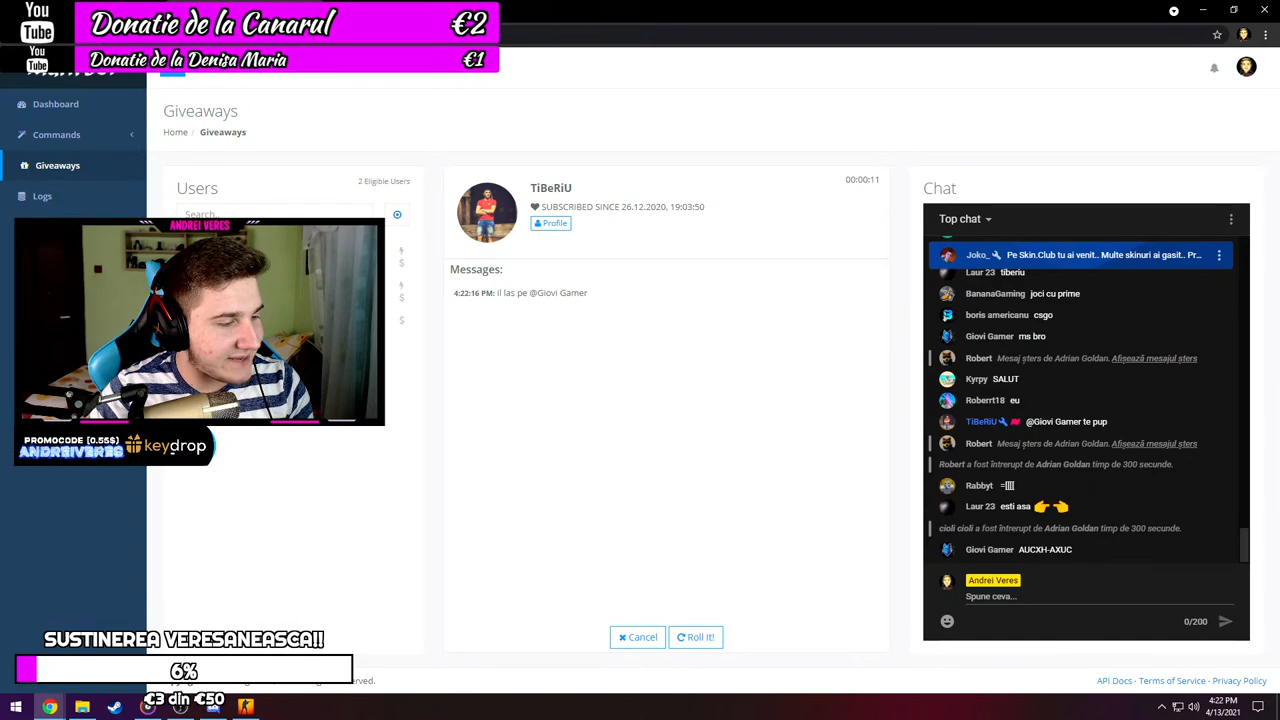 You
Tube
Donatie de la Canarul €2
You
Tube
Donatie de la Denisa Maria €1
Dashboard
Commands
Giveaways
Logs
Giveaways
Home / Giveaways
Users
2 Eligible Users
Search..
ANDREI VERES
PROMOCODE [0.55$]
ANDREIVERES
keydrop
TiBeRiU
00:00:11
SUBSCRIBED SINCE 26.12.2020, 19:03:50
Profile
Messages:
4:22:16 PM: il las pe @Giovi Gamer
Cancel
Roll It!
Chat
Top chat
Joko_ Pe Skin.Club tu ai venit.. Multe skinuri ai gasit.. Pr...
Laur 23 tiberiu
BananaGaming joci cu prime
boris americanu csgo
Giovi Gamer ms bro
Robert Mesaj șters de Adrian Goldan. Afișează mesajul șters
Kyrpy SALUT
Roberrt18 eu
TiBeRiU @Giovi Gamer te pup
Robert Mesaj șters de Adrian Goldan. Afișează mesajul șters
Robert a fost întrerupt de Adrian Goldan timp de 300 secunde.
Rabbyt =[[[[
Laur 23 esti asa 👉 👈
cioli cioli a fost întrerupt de Adrian Goldan timp de 300 secunde.
Giovi Gamer AUCXH-AXUC
Andrei Veres
Spune ceva...
0/200
SUSTINEREA VERESANEASCA!!
6%
€3 din €50
rved.
API Docs - Terms of Service - Privacy Policy
4:22 PM
4/13/2021